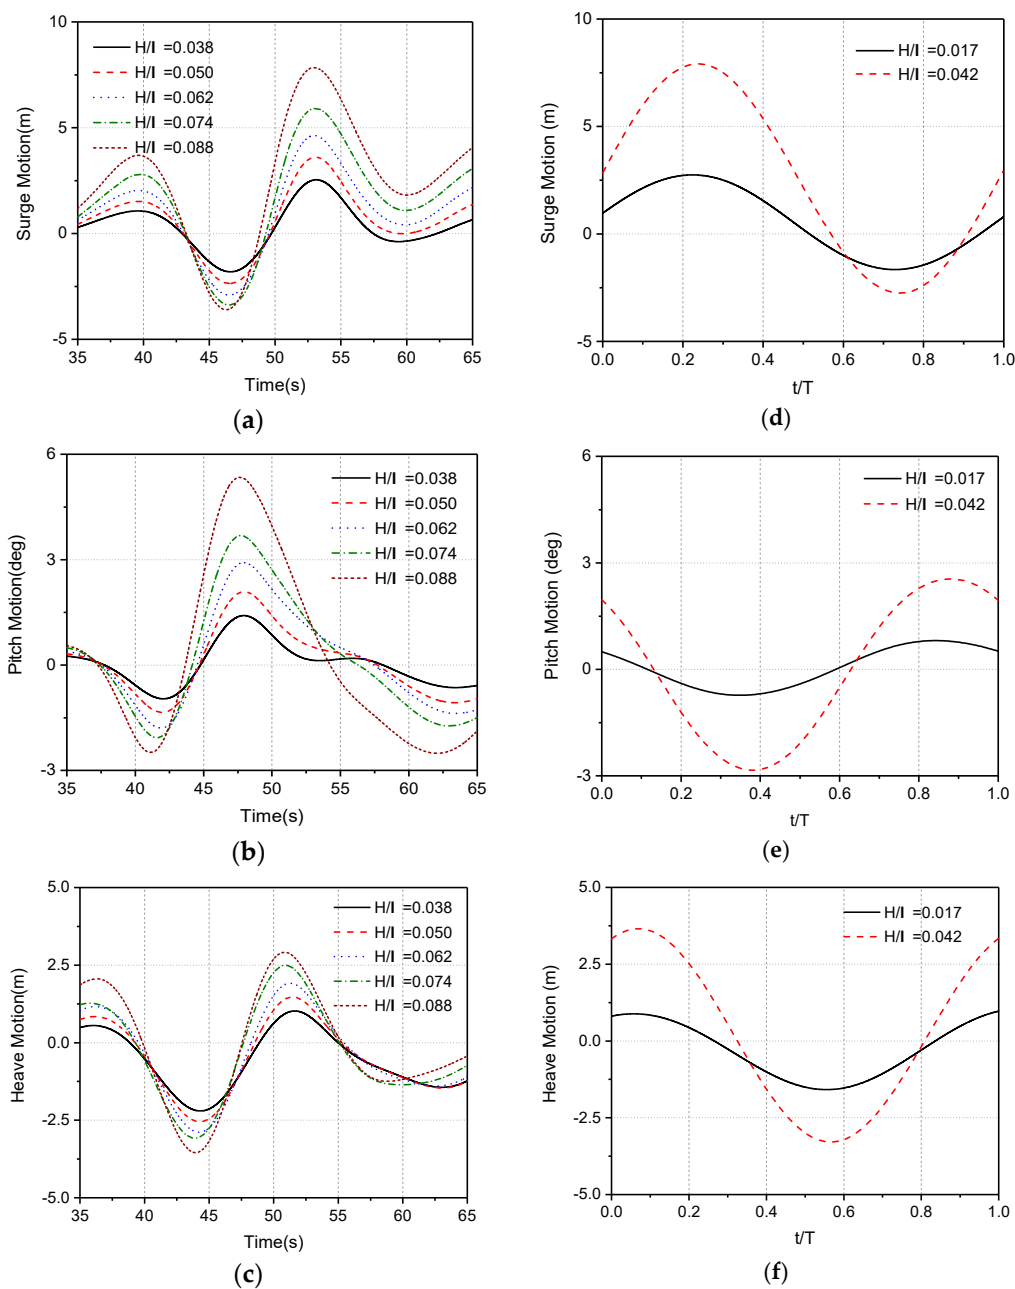 10
5
0
-5
Surge Motion(m)
H/l =0.038
H/l =0.050
H/l =0.062
H/l =0.074
H/l =0.088
35 40 45 50 55 60 65
Time(s)
(a)
10
5
0
-5
Surge Motion (m)
H/l =0.017
H/l =0.042
0.0 0.2 0.4 0.6 0.8 1.0
t/T
(d)
6
3
0
-3
Pitch Motion(deg)
H/l =0.038
H/l =0.050
H/l =0.062
H/l =0.074
H/l =0.088
35 40 45 50 55 60 65
Time(s)
(b)
6
3
0
-3
Pitch Motion (deg)
H/l =0.017
H/l =0.042
0.0 0.2 0.4 0.6 0.8 1.0
t/T
(e)
5.0
2.5
0.0
-2.5
-5.0
Heave Motion(m)
H/l =0.038
H/l =0.050
H/l =0.062
H/l =0.074
H/l =0.088
35 40 45 50 55 60 65
Time(s)
(c)
5.0
2.5
0.0
-2.5
-5.0
Heave Motion (m)
H/l =0.017
H/l =0.042
0.0 0.2 0.4 0.6 0.8 1.0
t/T
(f)